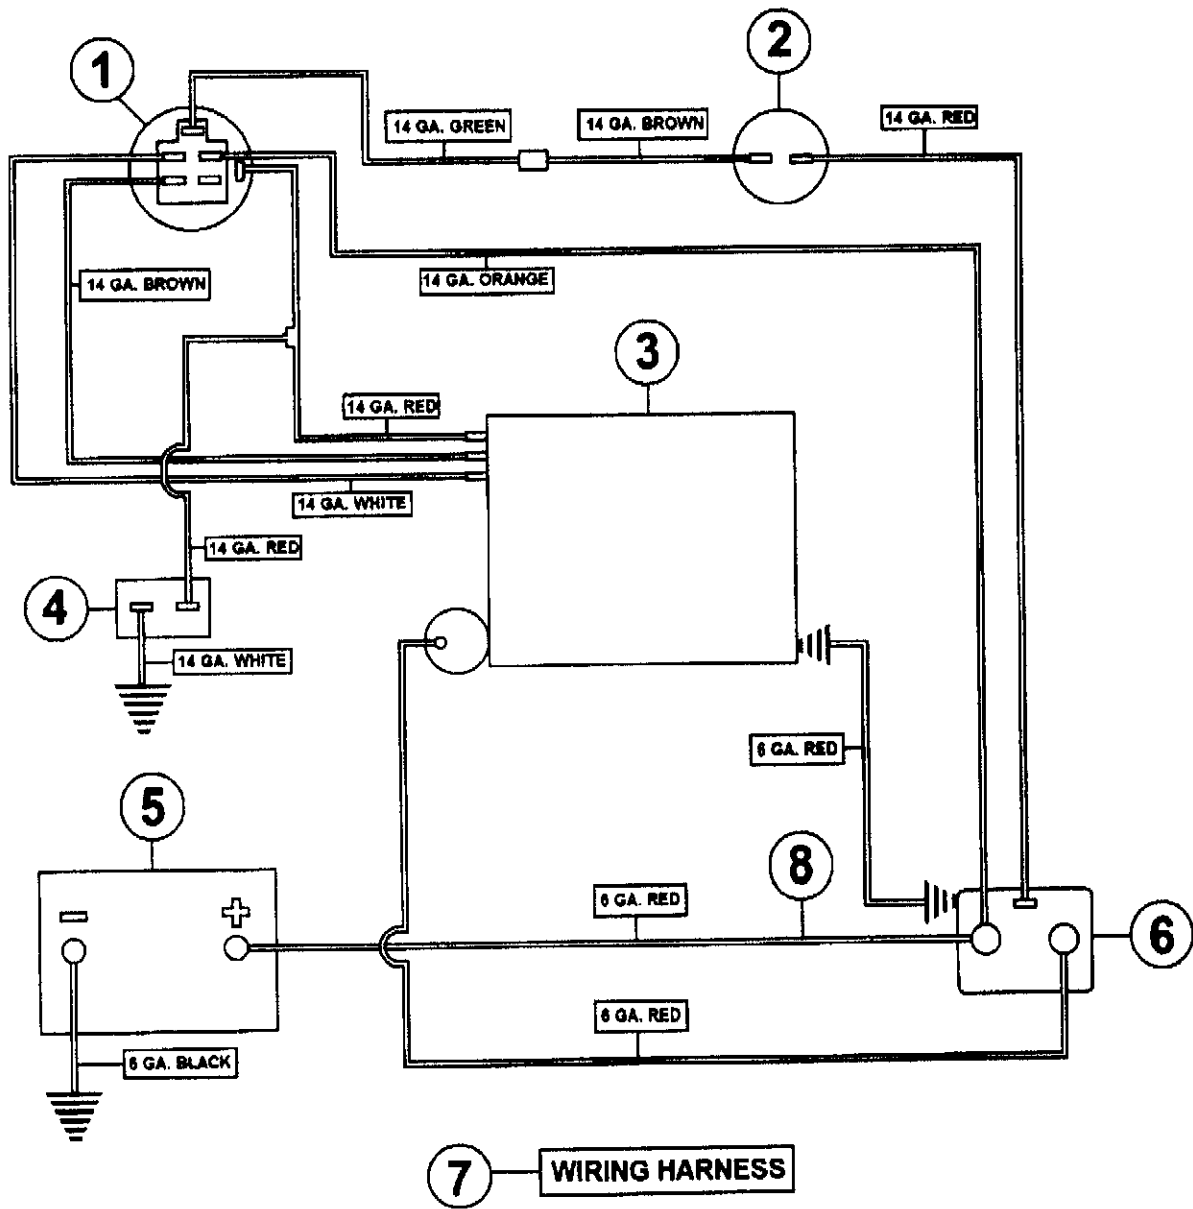 1
2
14 GA. GREEN
14 GA. BROWN
14 GA. RED
14 GA. BROWN
14 GA. ORANGE
3
14 GA. RED
14 GA. WHITE
14 GA. RED
4
14 GA. WHITE
6 GA. RED
5
8
6 GA. RED
6
6 GA. RED
6 GA. BLACK
7
WIRING HARNESS